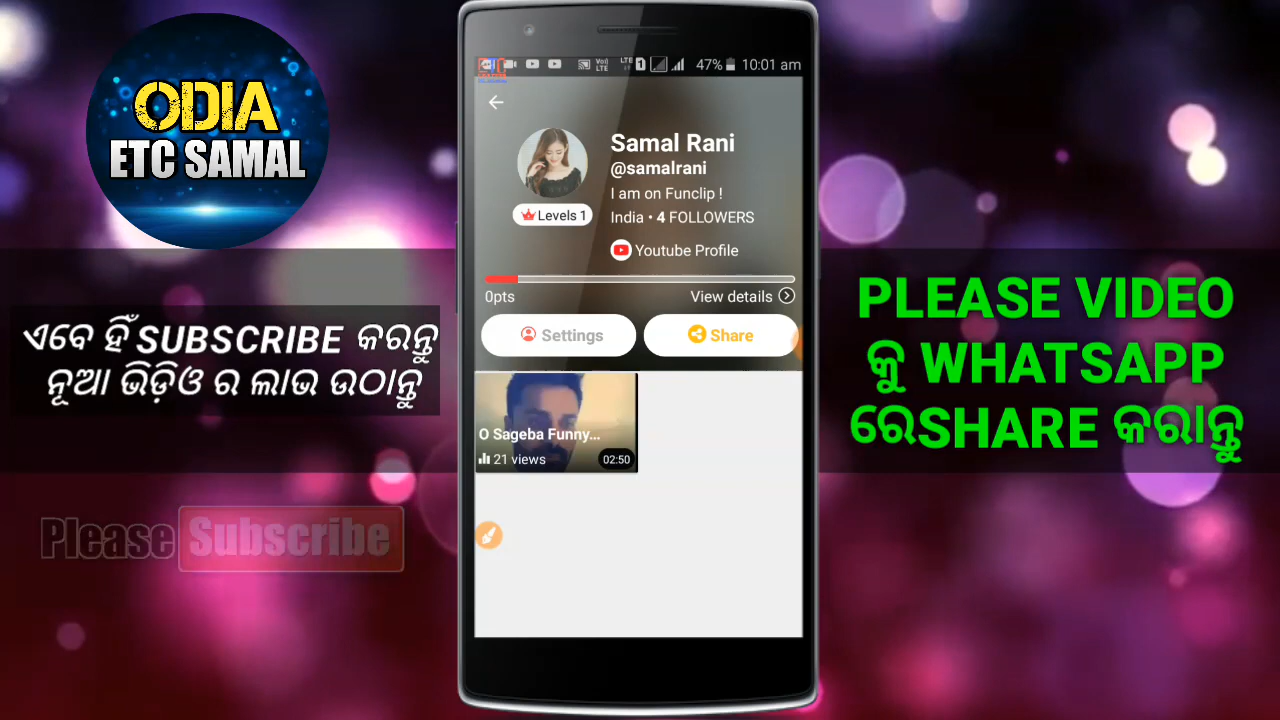 ODIA
ETC SAMAL
ଏବେ ହିଁ SUBSCRIBE କରନ୍ତୁ
ନୂଆ ଭିଡ଼ିଓ ର ଲାଭ ଉଠାନ୍ତୁ
Please Subscribe
47% 10:01 am
Samal Rani
@samalrani
I am on Funclip !
Levels 1
India • 4 FOLLOWERS
Youtube Profile
0pts
View details
Settings
Share
O Sageba Funny...
21 views
02:50
PLEASE VIDEO
କୁ WHATSAPP
ରେSHARE କରାନ୍ତୁ